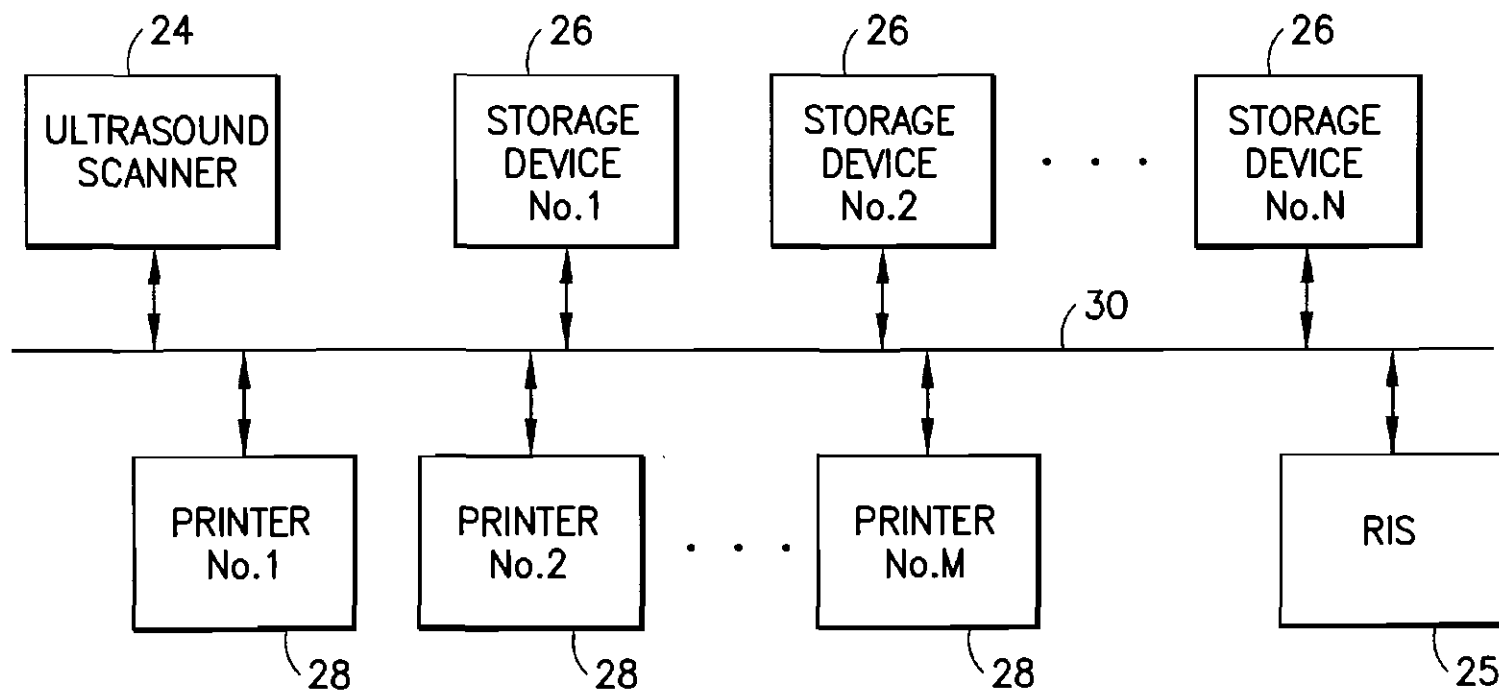 24
26
26
26
ULTRASOUND
SCANNER
STORAGE
DEVICE
No.1
STORAGE
DEVICE
No.2
. . .
STORAGE
DEVICE
No.N
30
PRINTER
No.1
PRINTER
No.2
. . .
PRINTER
No.M
RIS
28
28
28
25